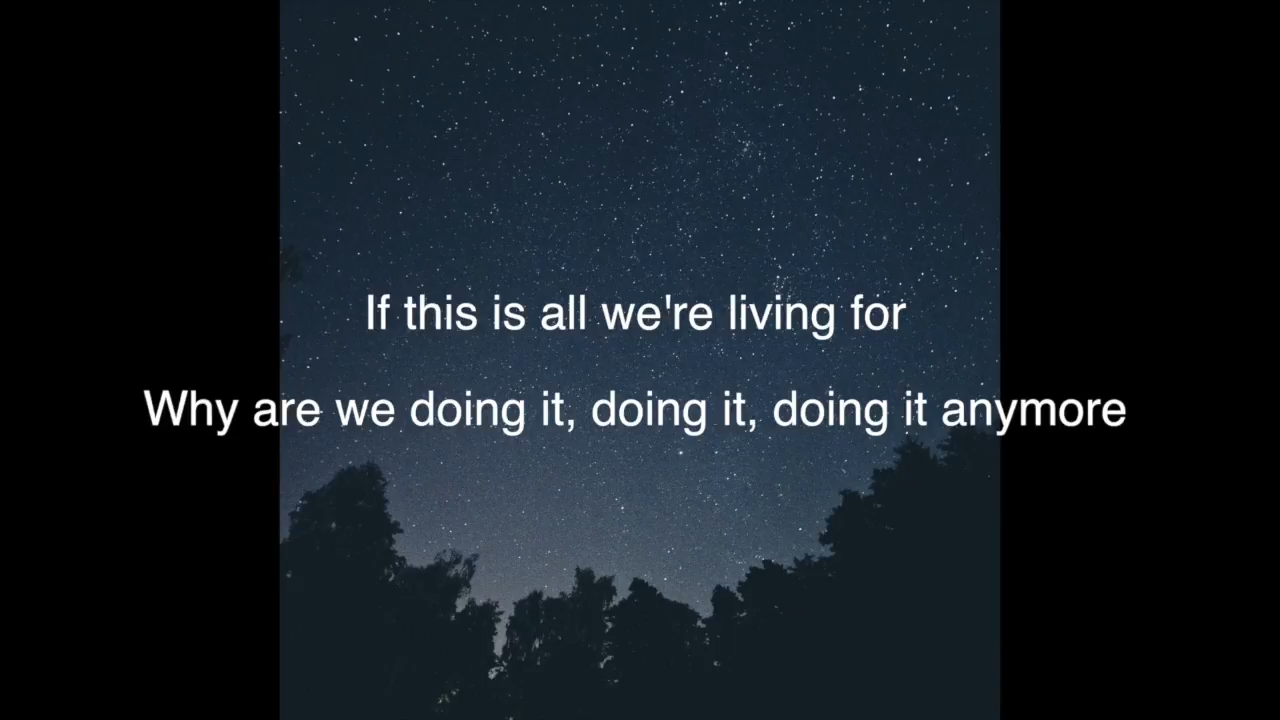 If this is all we're living for
Why are we doing it, doing it, doing it anymore